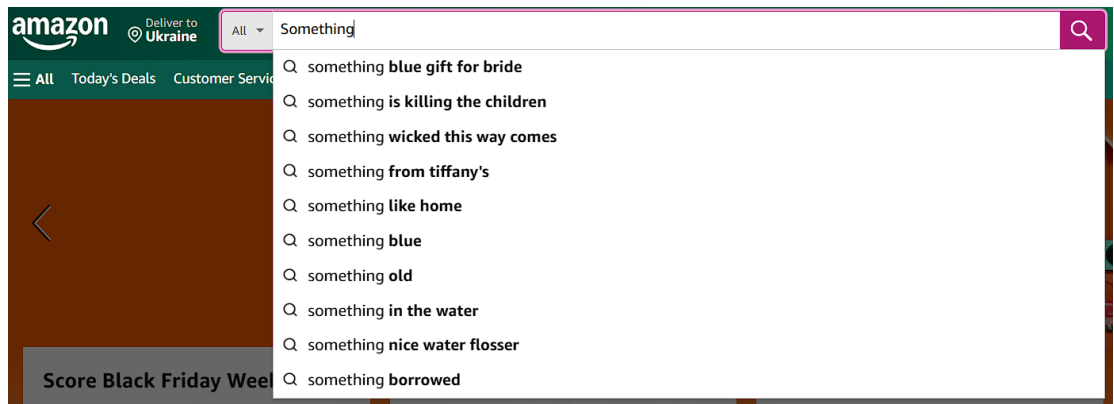 amazon
Deliver to
Ukraine
All
Something
All
Today's Deals
Customer Servic
something blue gift for bride
something is killing the children
something wicked this way comes
something from tiffany's
something like home
something blue
something old
something in the water
something nice water flosser
something borrowed
Score Black Friday Week